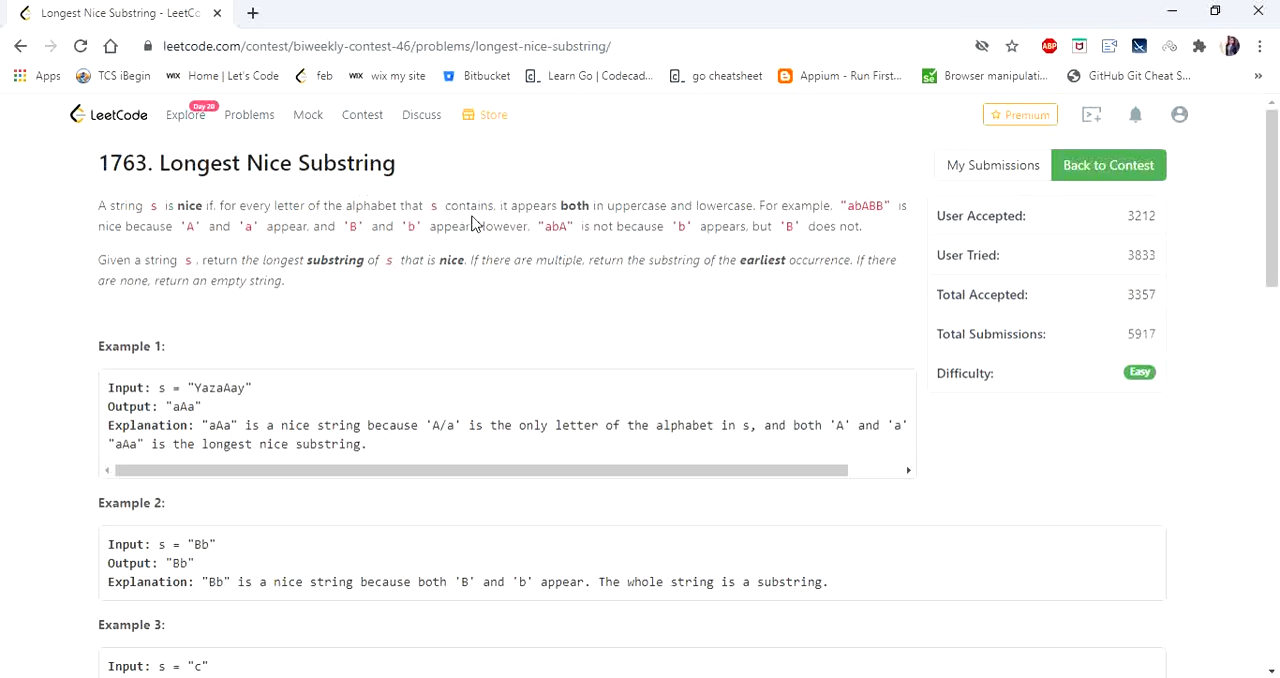 Longest Nice Substring - LeetCo
leetcode.com/contest/biweekly-contest-46/problems/longest-nice-substring/
ABP
Apps TCS iBegin WIX Home | Let's Code feb WIX wix my site Bitbucket Learn Go | Codecad... go cheatsheet Appium - Run First... Se Browser manipulati... GitHub Git Cheat S... »
LeetCode Explore Day 20 Problems Mock Contest Discuss Store Premium
1763. Longest Nice Substring
My Submissions Back to Contest
A string s is nice if, for every letter of the alphabet that s contains, it appears both in uppercase and lowercase. For example, "abABB" is
nice because 'A' and 'a' appear, and 'B' and 'b' appear. However, "abA" is not because 'b' appears, but 'B' does not.
Given a string s, return the longest substring of s that is nice. If there are multiple, return the substring of the earliest occurrence. If there
are none, return an empty string.
User Accepted: 3212
User Tried: 3833
Total Accepted: 3357
Total Submissions: 5917
Difficulty: Easy
Example 1:
Input: s = "YazaAay"
Output: "aAa"
Explanation: "aAa" is a nice string because 'A/a' is the only letter of the alphabet in s, and both 'A' and 'a'
"aAa" is the longest nice substring.
Example 2:
Input: s = "Bb"
Output: "Bb"
Explanation: "Bb" is a nice string because both 'B' and 'b' appear. The whole string is a substring.
Example 3:
Input: s = "c"